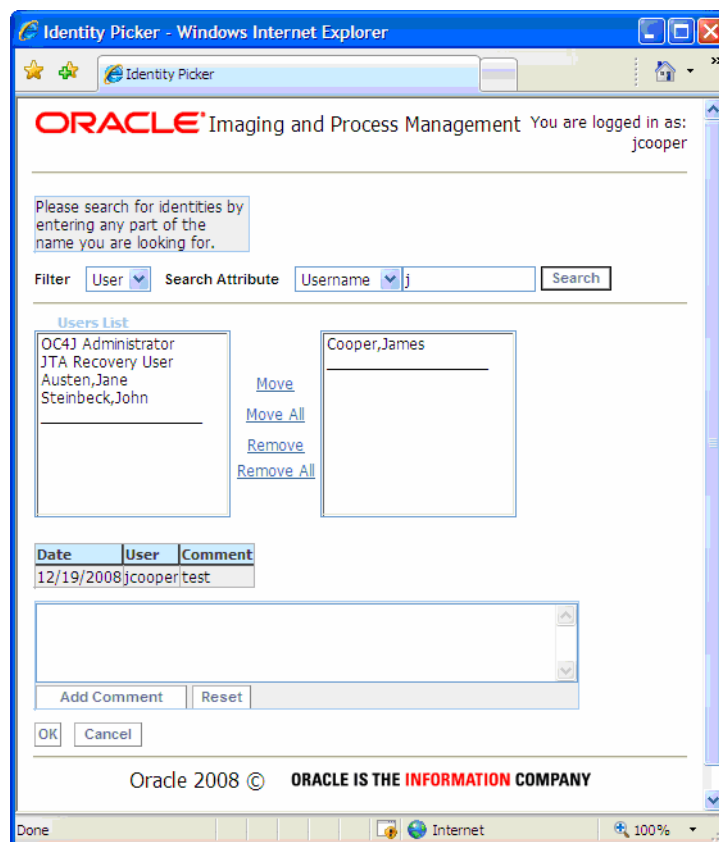 Identity Picker - Windows Internet Explorer
Identity Picker
ORACLE Imaging and Process Management You are logged in as:
jcooper
Please search for identities by
entering any part of the
name you are looking for.
Filter User Search Attribute Username j Search
Users List
OC4J Administrator
JTA Recovery User
Austen,Jane
Steinbeck,John
Cooper,James
Move
Move All
Remove
Remove All
Date User Comment
12/19/2008 jcooper test
Add Comment Reset
OK Cancel
Oracle 2008 © ORACLE IS THE INFORMATION COMPANY
Done Internet 100%